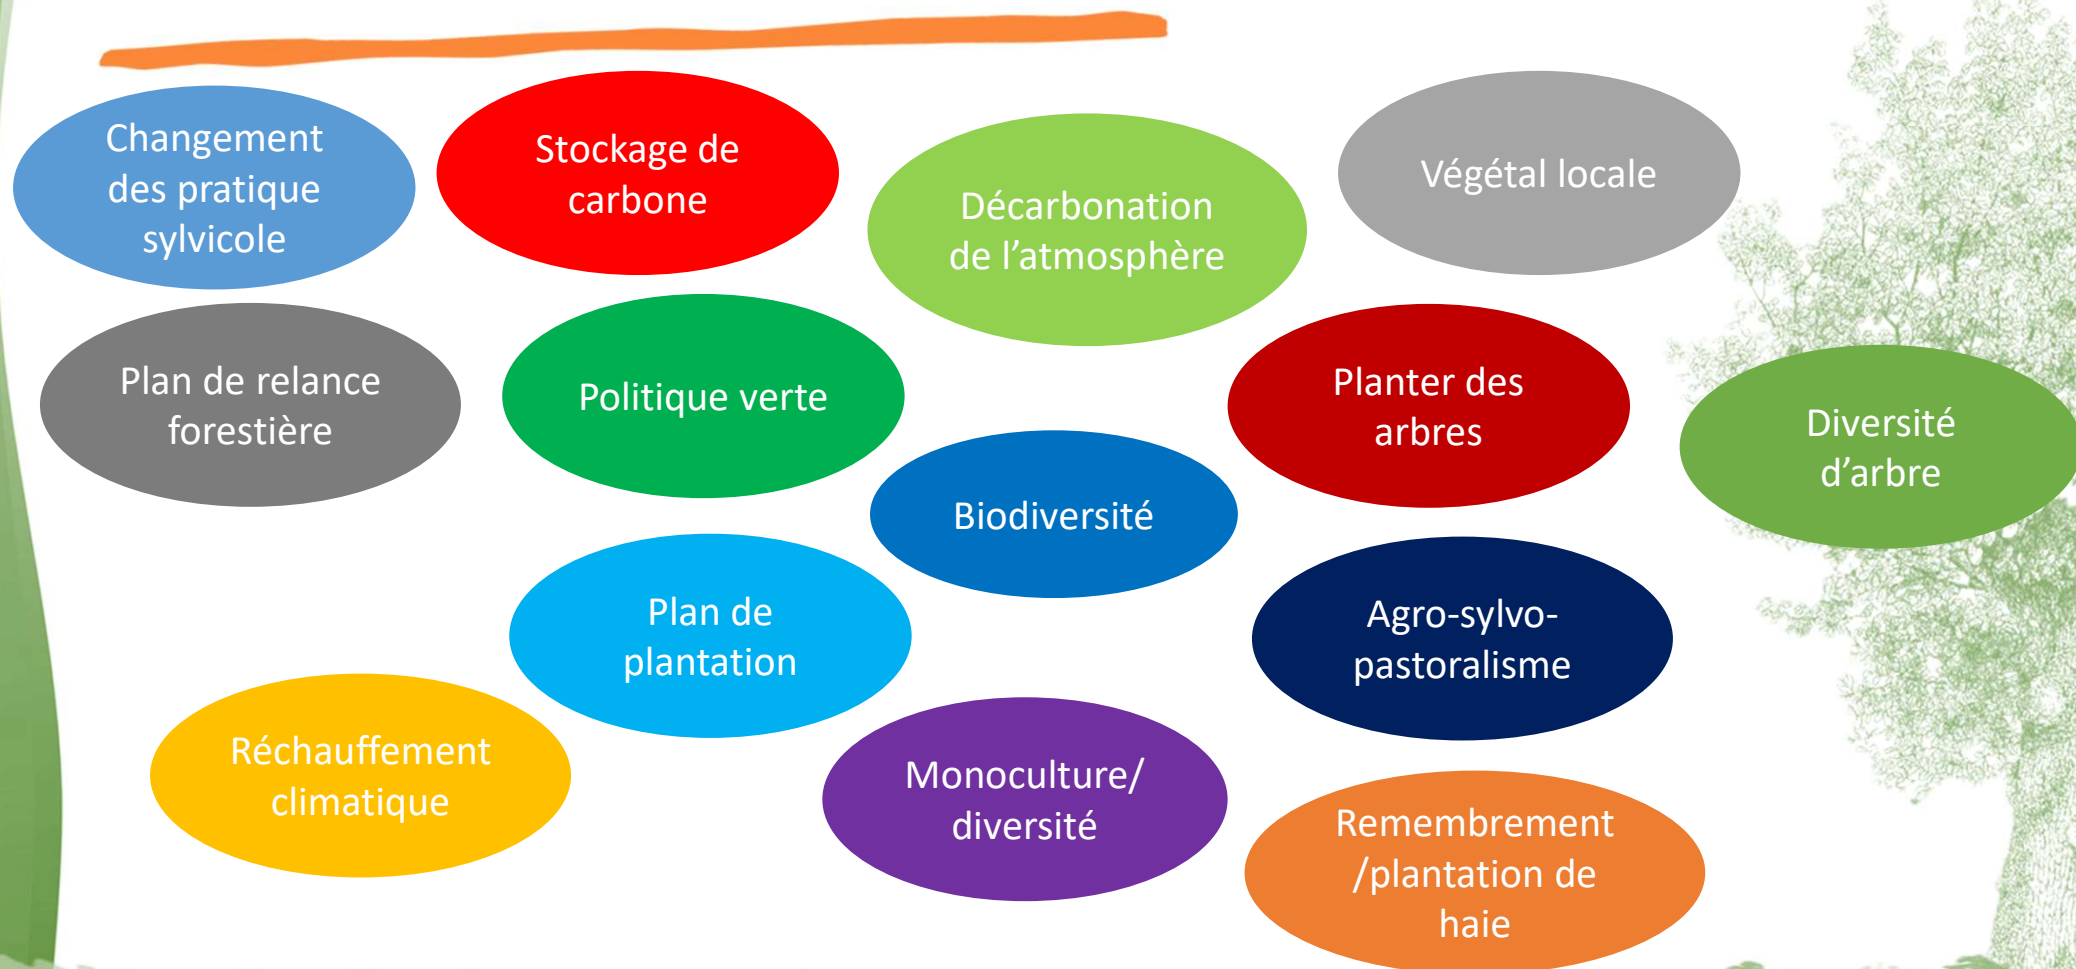 Changement
des pratique
sylvicole
Stockage de
carbone
Décarbonation
de l’atmosphère
Végétal locale
Plan de relance
forestière
Politique verte
Planter des
arbres
Diversité
d’arbre
Biodiversité
Plan de
plantation
Agro-sylvo-
pastoralisme
Réchauffement
climatique
Monoculture/
diversité
Remembrement
/plantation de
haie